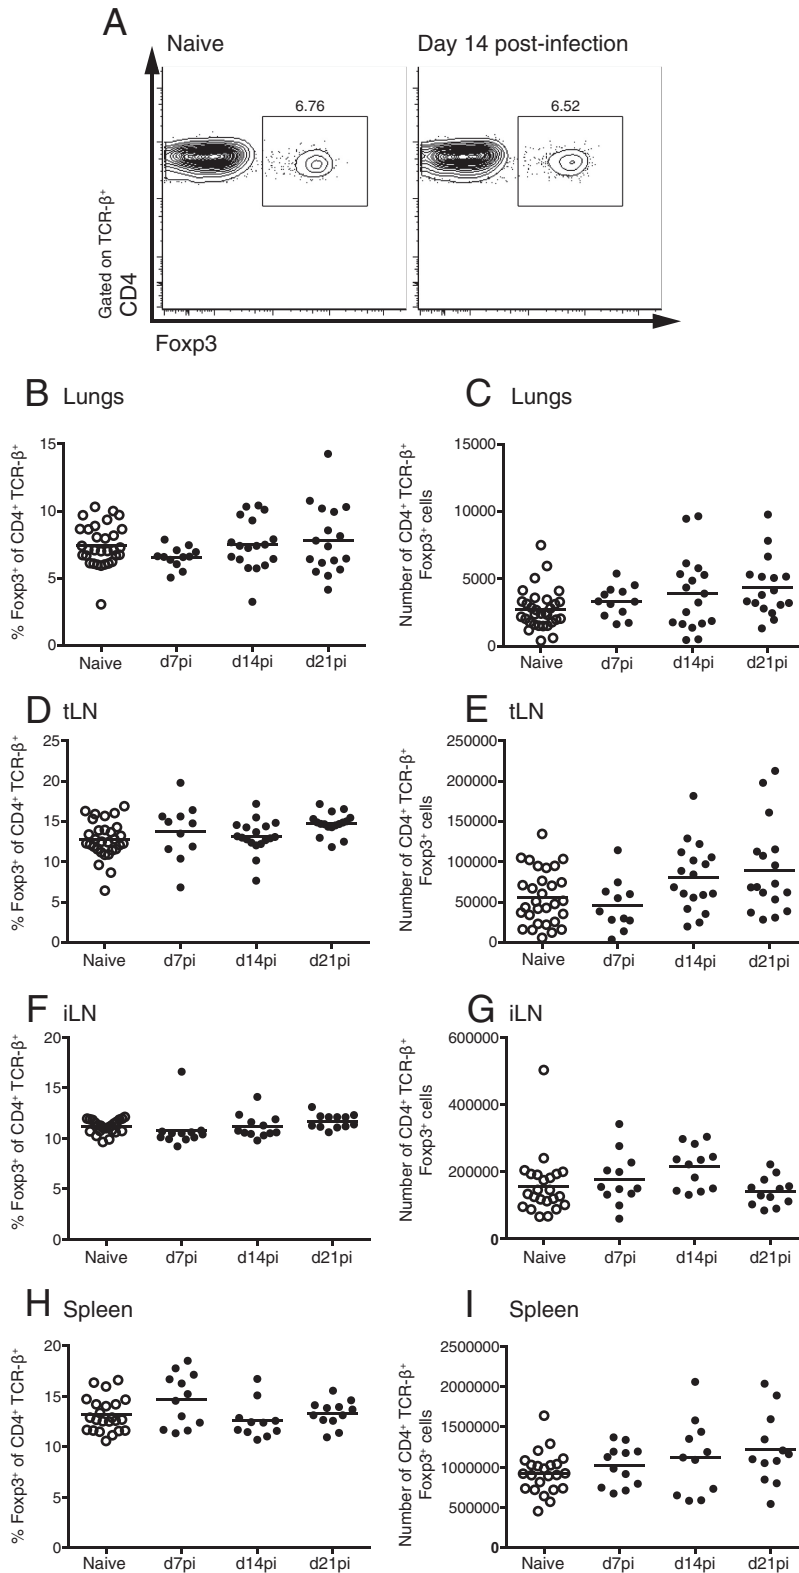 A
Naive
Day 14 post-infection
6.76
6.52
Gated on TCR-β⁺
CD4
Foxp3
B Lungs
% Foxp3⁺ of CD4⁺ TCR-β⁺
15
10
5
0
Naive d7pi d14pi d21pi
C Lungs
Number of CD4⁺ TCR-β⁺
Foxp3⁺ cells
15000
10000
5000
0
Naive d7pi d14pi d21pi
D tLN
% Foxp3⁺ of CD4⁺ TCR-β⁺
25
20
15
10
5
0
Naive d7pi d14pi d21pi
E tLN
Number of CD4⁺ TCR-β⁺
Foxp3⁺ cells
250000
200000
150000
100000
50000
0
Naive d7pi d14pi d21pi
F iLN
% Foxp3⁺ of CD4⁺ TCR-β⁺
20
15
10
5
0
Naive d7pi d14pi d21pi
G iLN
Number of CD4⁺ TCR-β⁺
Foxp3⁺ cells
600000
400000
200000
0
Naive d7pi d14pi d21pi
H Spleen
% Foxp3⁺ of CD4⁺ TCR-β⁺
20
15
10
5
0
Naive d7pi d14pi d21pi
I Spleen
Number of CD4⁺ TCR-β⁺
Foxp3⁺ cells
2500000
2000000
1500000
1000000
500000
0
Naive d7pi d14pi d21pi